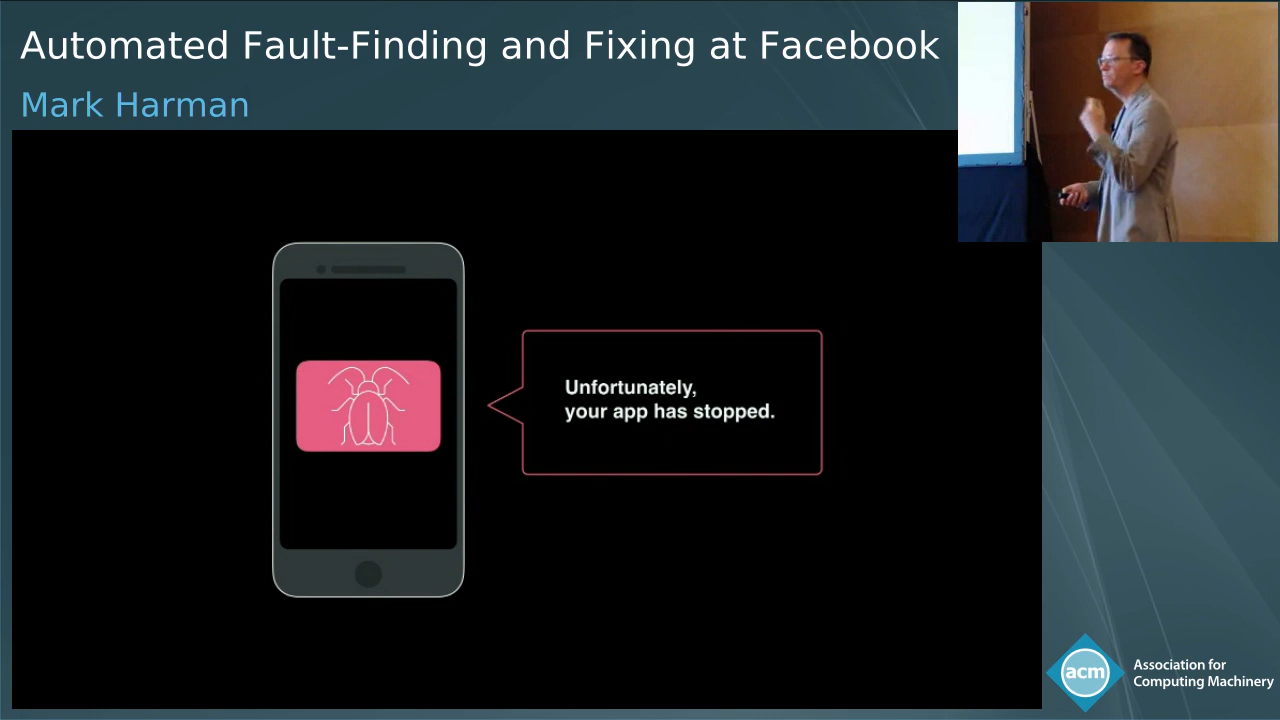 Automated Fault-Finding and Fixing at Facebook
Mark Harman
Unfortunately,
your app has stopped.
acm
Association for
Computing Machinery